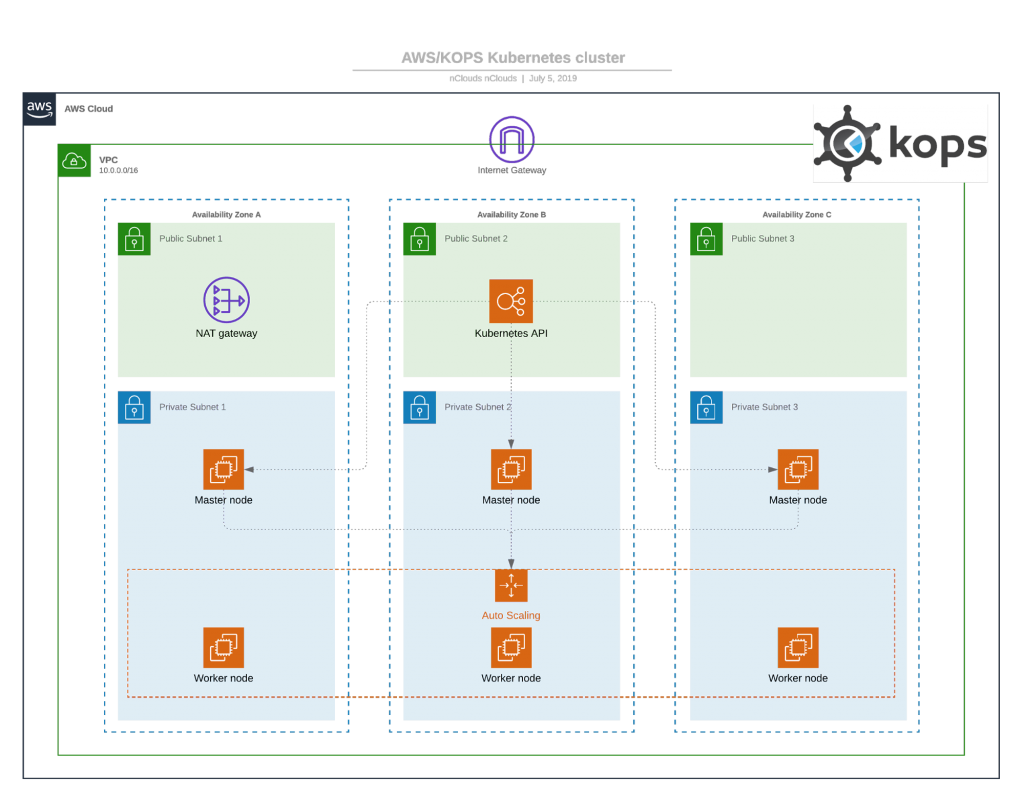 AWS/KOPS Kubernetes cluster
nClouds nClouds | July 5, 2019
aws
AWS Cloud
kops
VPC
10.0.0.0/16
Internet Gateway
Availability Zone A
Availability Zone B
Availability Zone C
Public Subnet 1
Public Subnet 2
Public Subnet 3
NAT gateway
Kubernetes API
Private Subnet 1
Private Subnet 2
Private Subnet 3
Master node
Master node
Master node
Auto Scaling
Worker node
Worker node
Worker node